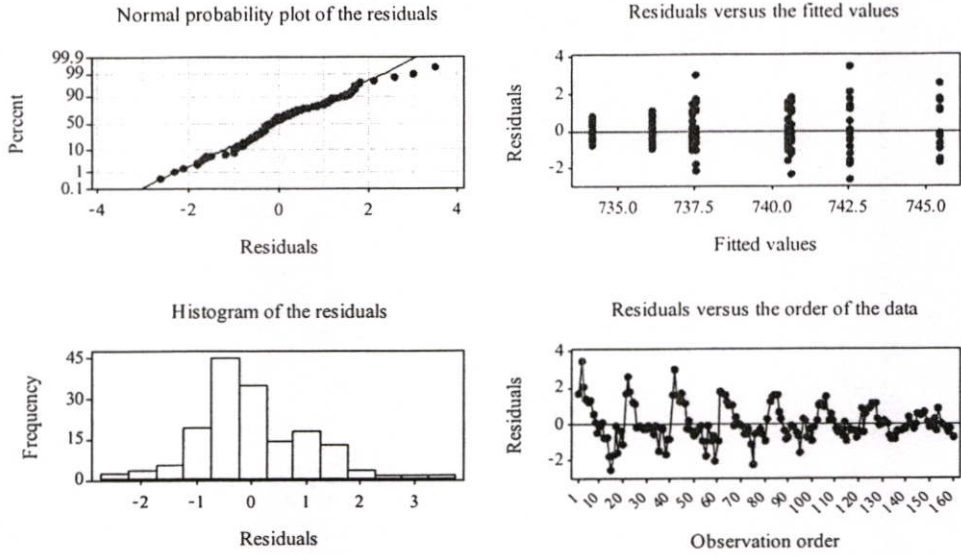 Normal probability plot of the residuals
99.9
99
90
50
10
1
0.1
Percent
-4 -2 0 2 4
Residuals
Residuals versus the fitted values
4
2
0
-2
Residuals
735.0 737.5 740.0 742.5 745.0
Fitted values
Histogram of the residuals
45
30
15
0
Frequency
-2 -1 0 1 2 3
Residuals
Residuals versus the order of the data
4
2
0
-2
Residuals
1 10 20 30 40 50 60 70 80 90 100 110 120 130 140 150 160
Observation order